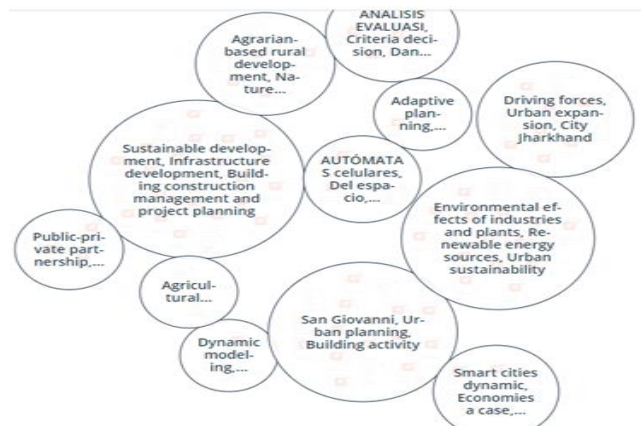 ANALISIS
EVALUASI,
Criteria deci-
sion, Dan...
Agrarian-
based rural
develop-
ment, Na-
ture...
Adaptive
plan-
ning,...
Driving forces,
Urban expan-
sion, City
Jharkhand
Sustainable develop-
ment, Infrastructure
development, Build-
ing construction
management and
project planning
AUTÓMATA
S celulares,
Del espa-
cio,...
Environmental ef-
fects of industries
and plants, Re-
newable energy
sources, Urban
sustainability
Public-pri-
vate part-
nership,...
Agricul-
tural...
San Giovanni, Ur-
ban planning,
Building activity
Dynamic
model-
ing,...
Smart cities
dynamic,
Economies
a case,...